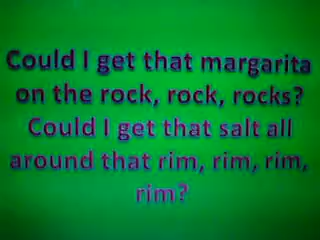 Could I get that margarita
on the rock, rock, rocks?
Could I get that salt all
around that rim, rim, rim,
rim?